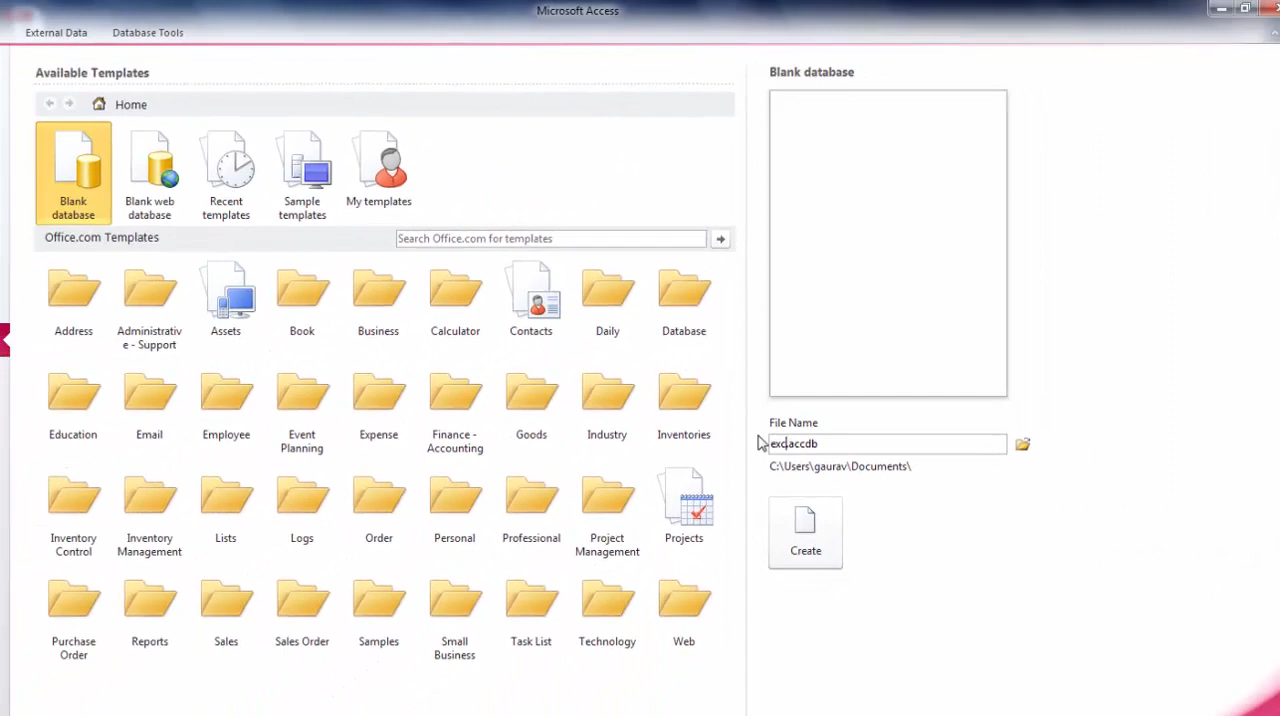 Microsoft Access
External Data Database Tools
Available Templates
Home
Blank database
Blank web database
Recent templates
Sample templates
My templates
Office.com Templates
Search Office.com for templates
Address
Administrativ
e - Support
Assets
Book
Business
Calculator
Contacts
Daily
Database
Education
Email
Employee
Event
Planning
Expense
Finance -
Accounting
Goods
Industry
Inventories
Inventory
Control
Inventory
Management
Lists
Logs
Order
Personal
Professional
Project
Management
Projects
Purchase
Order
Reports
Sales
Sales Order
Samples
Small
Business
Task List
Technology
Web
Blank database
File Name
exc.accdb
C:\Users\gaurav\Documents\
Create